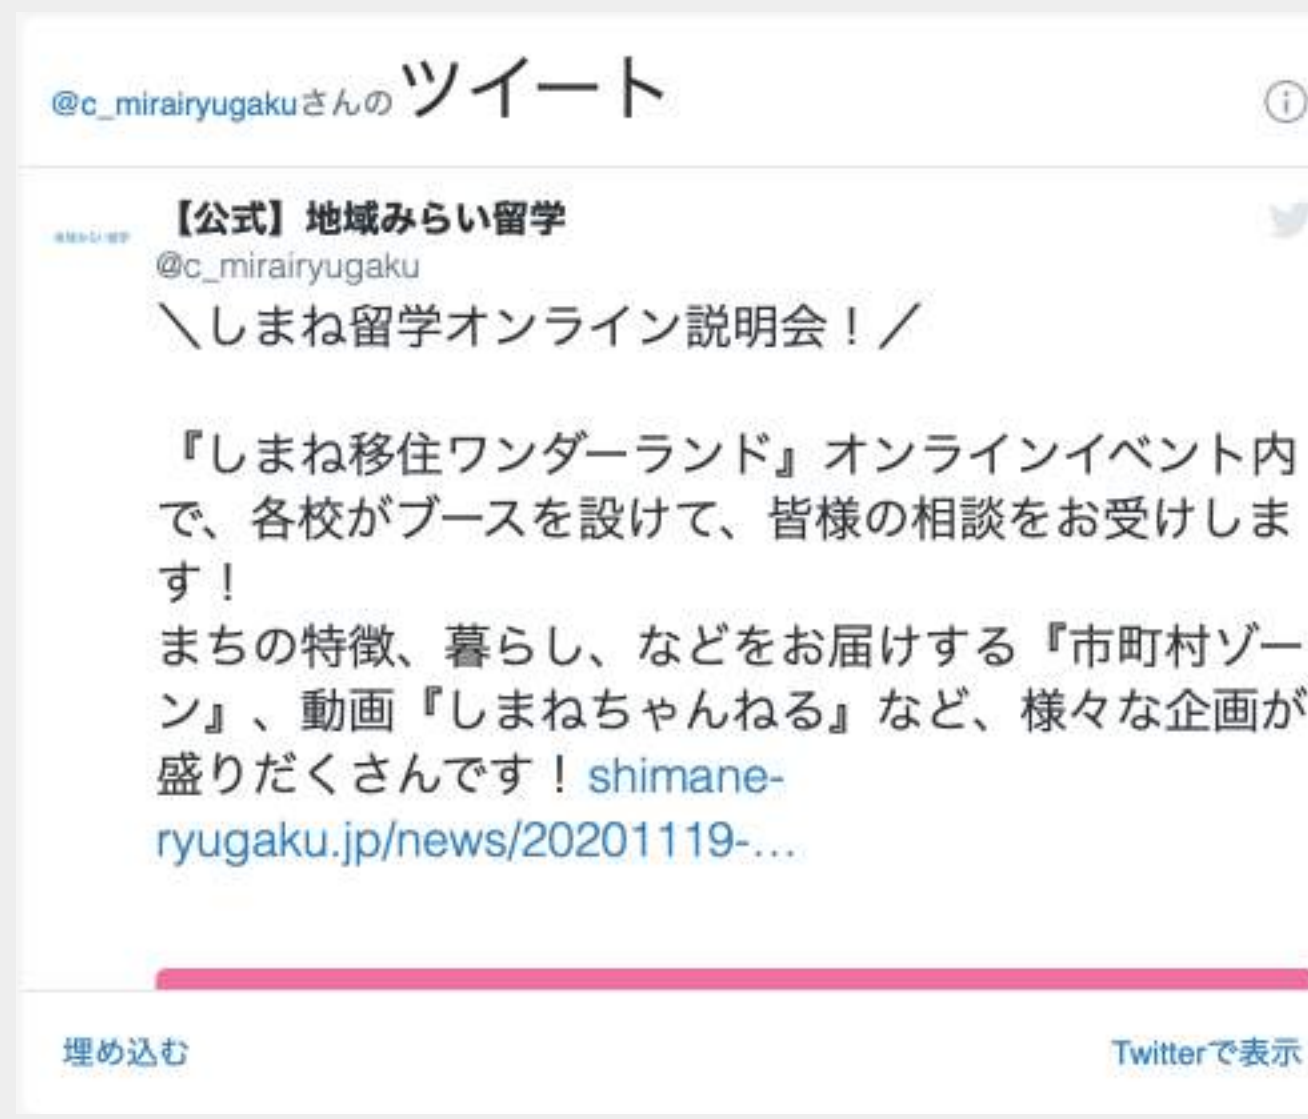 @c_mirairyugakuさんのツイート
【公式】地域みらい留学
@c_mirairyugaku
地域みらい留学
＼しまね留学オンライン説明会！／
『しまね移住ワンダーランド』オンラインイベント内
で、各校がブースを設けて、皆様の相談をお受けしま
す！
まちの特徴、暮らし、などをお届けする『市町村ゾー
ン』、動画『しまねちゃんねる』など、様々な企画が
盛りだくさんです！shimane-
ryugaku.jp/news/20201119-…
埋め込む
Twitterで表示